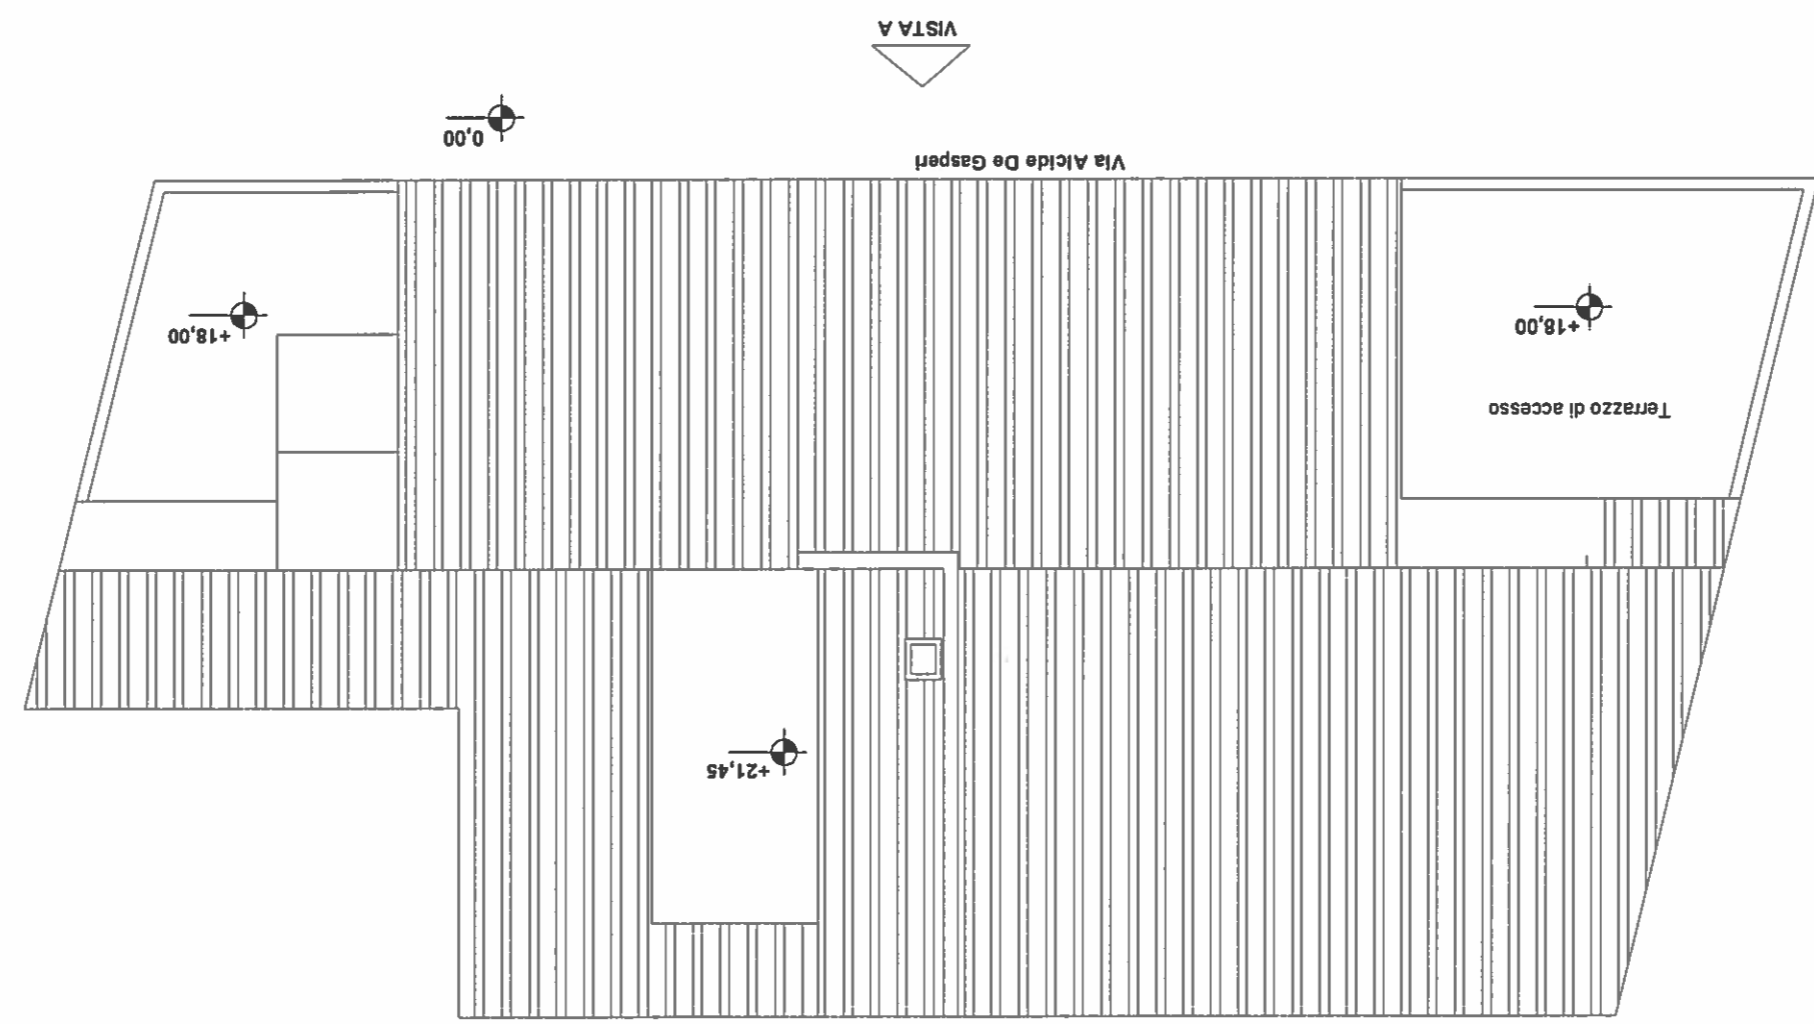 +21,45
Terrazzo di accesso
+18,00
+18,00
Via Alcide De Gasperi
0,00
VISTA A